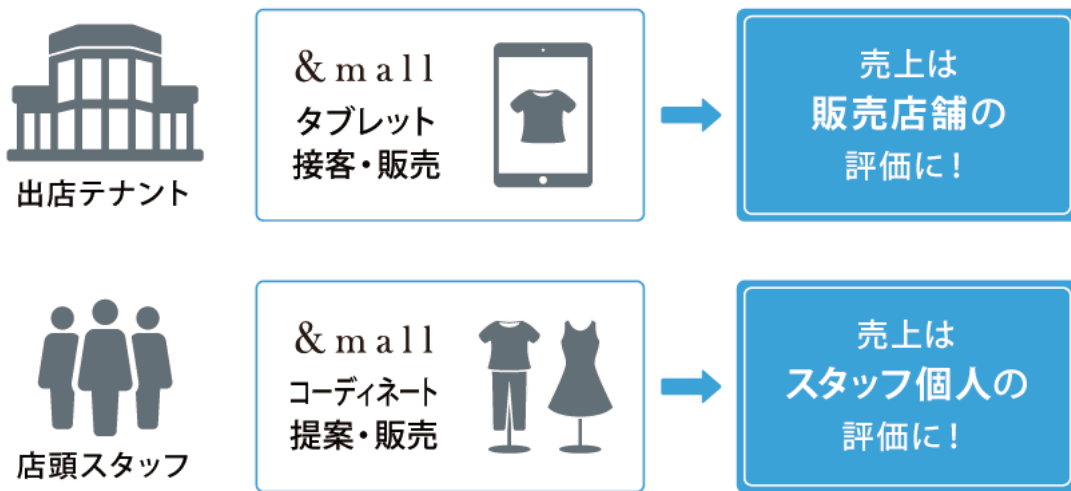 出店テナント
&mall
タブレット
接客・販売
売上は
販売店舗の
評価に！
店頭スタッフ
&mall
コーディネート
提案・販売
売上は
スタッフ個人の
評価に！